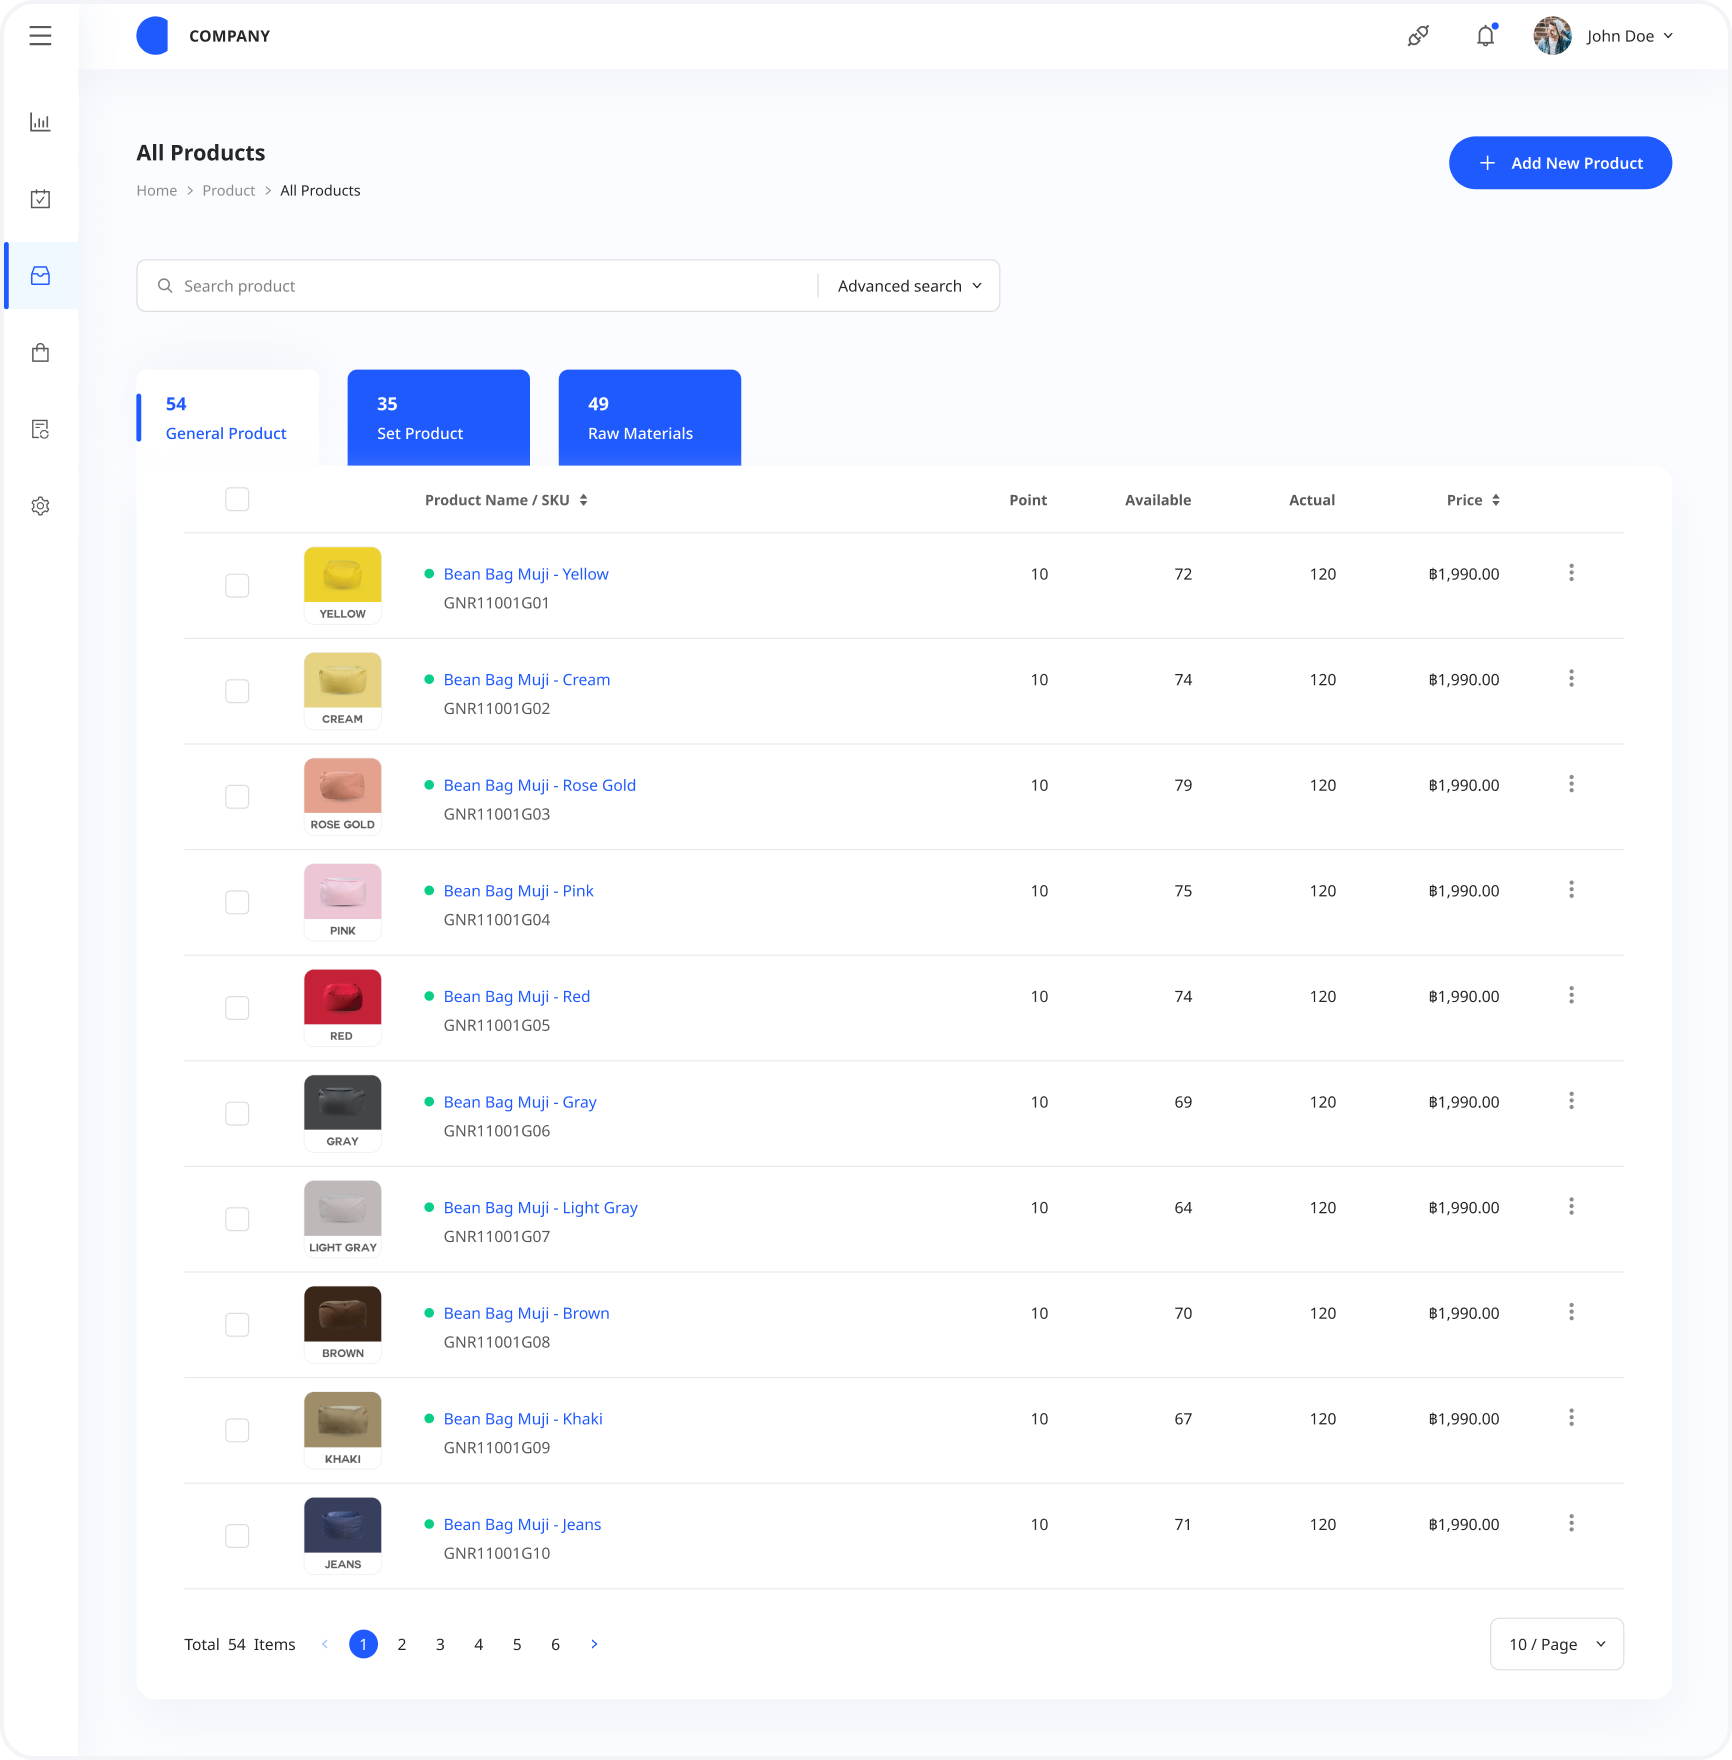 COMPANY
John Doe
All Products
Home > Product > All Products
Add New Product
Search product
Advanced search
54
General Product
35
Set Product
49
Raw Materials
Product Name / SKU Point Available Actual Price
YELLOW
Bean Bag Muji - Yellow 10 72 120 ฿1,990.00
GNR11001G01
CREAM
Bean Bag Muji - Cream 10 74 120 ฿1,990.00
GNR11001G02
ROSE GOLD
Bean Bag Muji - Rose Gold 10 79 120 ฿1,990.00
GNR11001G03
PINK
Bean Bag Muji - Pink 10 75 120 ฿1,990.00
GNR11001G04
RED
Bean Bag Muji - Red 10 74 120 ฿1,990.00
GNR11001G05
GRAY
Bean Bag Muji - Gray 10 69 120 ฿1,990.00
GNR11001G06
LIGHT GRAY
Bean Bag Muji - Light Gray 10 64 120 ฿1,990.00
GNR11001G07
BROWN
Bean Bag Muji - Brown 10 70 120 ฿1,990.00
GNR11001G08
KHAKI
Bean Bag Muji - Khaki 10 67 120 ฿1,990.00
GNR11001G09
JEANS
Bean Bag Muji - Jeans 10 71 120 ฿1,990.00
GNR11001G10
Total 54 Items < 1 2 3 4 5 6 >
10 / Page